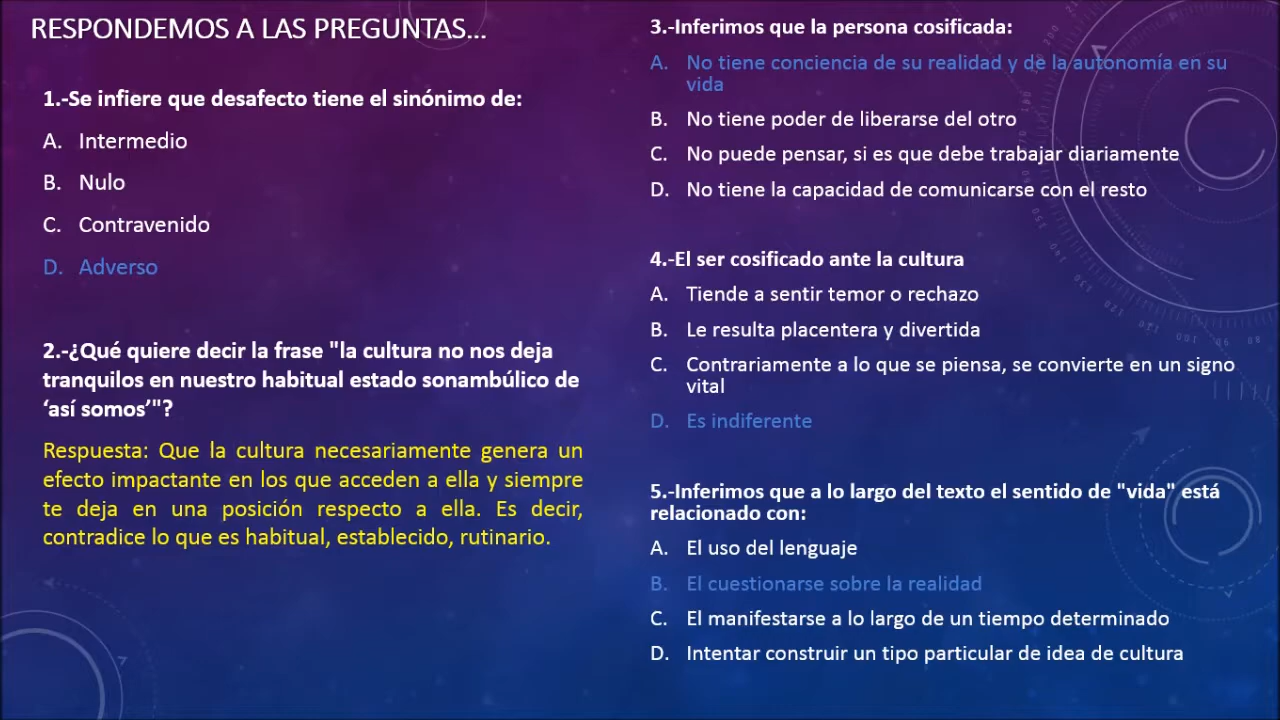 RESPONDEMOS A LAS PREGUNTAS...
1.-Se infiere que desafecto tiene el sinónimo de:
A. Intermedio
B. Nulo
C. Contravenido
D. Adverso
2.-¿Qué quiere decir la frase "la cultura no nos deja
tranquilos en nuestro habitual estado sonambúlico de
‘así somos’"?
Respuesta: Que la cultura necesariamente genera un
efecto impactante en los que acceden a ella y siempre
te deja en una posición respecto a ella. Es decir,
contradice lo que es habitual, establecido, rutinario.
3.-Inferimos que la persona cosificada:
A. No tiene conciencia de su realidad y de la autonomía en su
vida
B. No tiene poder de liberarse del otro
C. No puede pensar, si es que debe trabajar diariamente
D. No tiene la capacidad de comunicarse con el resto
4.-El ser cosificado ante la cultura
A. Tiende a sentir temor o rechazo
B. Le resulta placentera y divertida
C. Contrariamente a lo que se piensa, se convierte en un signo
vital
D. Es indiferente
5.-Inferimos que a lo largo del texto el sentido de "vida" está
relacionado con:
A. El uso del lenguaje
B. El cuestionarse sobre la realidad
C. El manifestarse a lo largo de un tiempo determinado
D. Intentar construir un tipo particular de idea de cultura